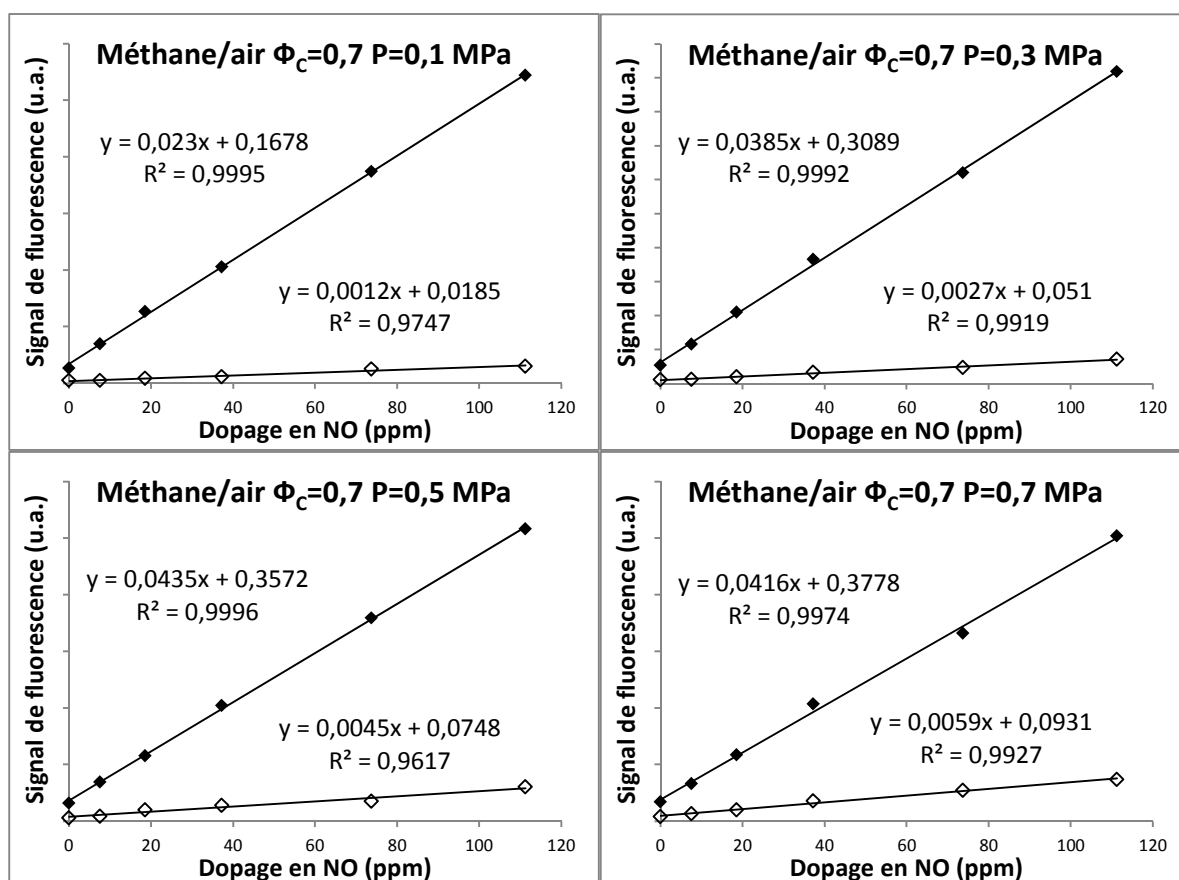 Méthane/air ΦC=0,7 P=0,1 MPa
Signal de fluorescence (u.a.)
y = 0,023x + 0,1678
R² = 0,9995
y = 0,0012x + 0,0185
R² = 0,9747
0 20 40 60 80 100 120
Dopage en NO (ppm)
Méthane/air ΦC=0,7 P=0,3 MPa
Signal de fluorescence (u.a.)
y = 0,0385x + 0,3089
R² = 0,9992
y = 0,0027x + 0,051
R² = 0,9919
0 20 40 60 80 100 120
Dopage en NO (ppm)
Méthane/air ΦC=0,7 P=0,5 MPa
Signal de fluorescence (u.a.)
y = 0,0435x + 0,3572
R² = 0,9996
y = 0,0045x + 0,0748
R² = 0,9617
0 20 40 60 80 100 120
Dopage en NO (ppm)
Méthane/air ΦC=0,7 P=0,7 MPa
Signal de fluorescence (u.a.)
y = 0,0416x + 0,3778
R² = 0,9974
y = 0,0059x + 0,0931
R² = 0,9927
0 20 40 60 80 100 120
Dopage en NO (ppm)